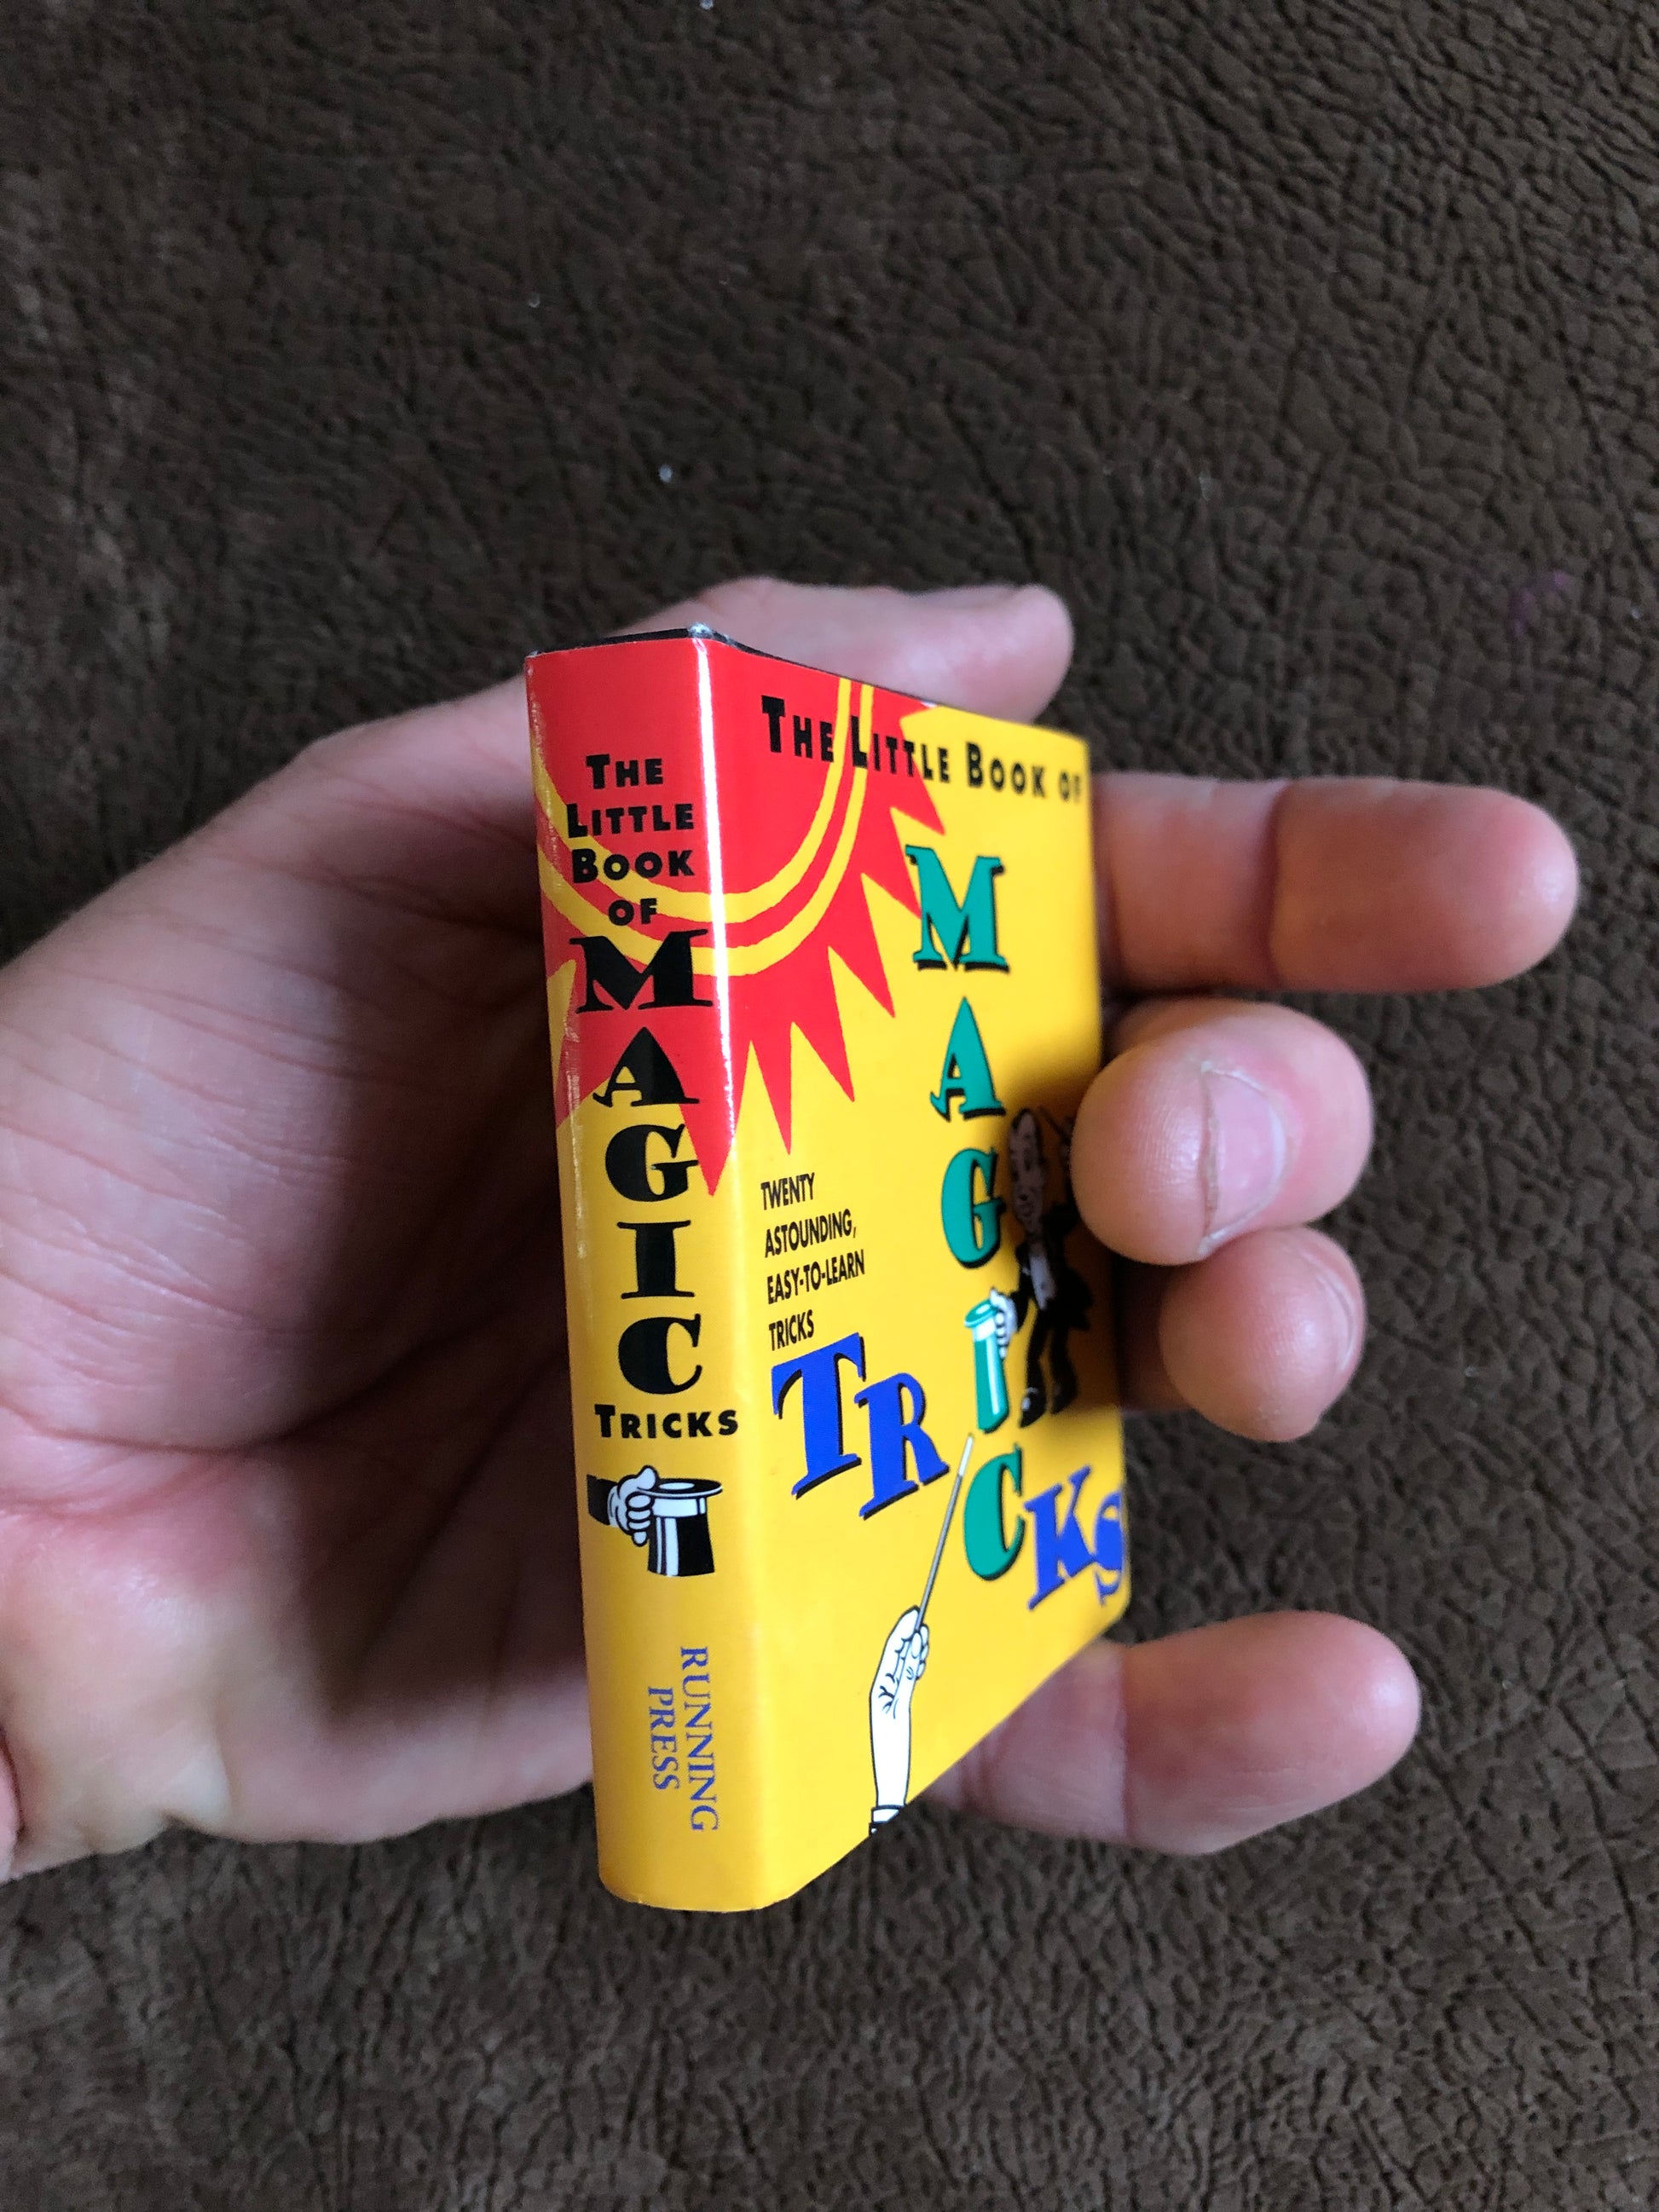 THE
LITTLE
BOOK
OF
MAGIC
TRICKS
RUNNING
PRESS
THE LITTLE BOOK OF
MAGIC
TWENTY
ASTOUNDING,
EASY-TO-LEARN
TRICKS
TRICKS